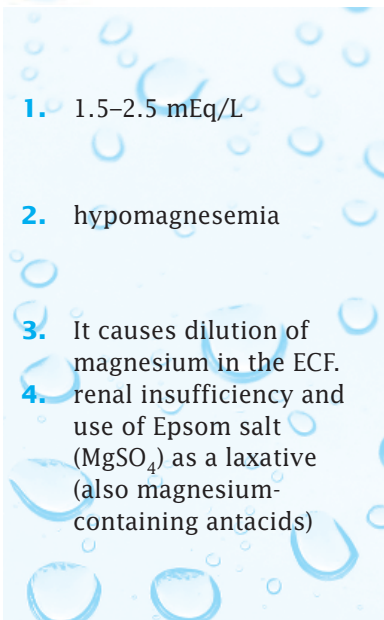 1. 1.5–2.5 mEq/L
2. hypomagnesemia
3. It causes dilution of
magnesium in the ECF.
4. renal insufficiency and
use of Epsom salt
(MgSO₄) as a laxative
(also magnesium-
containing antacids)